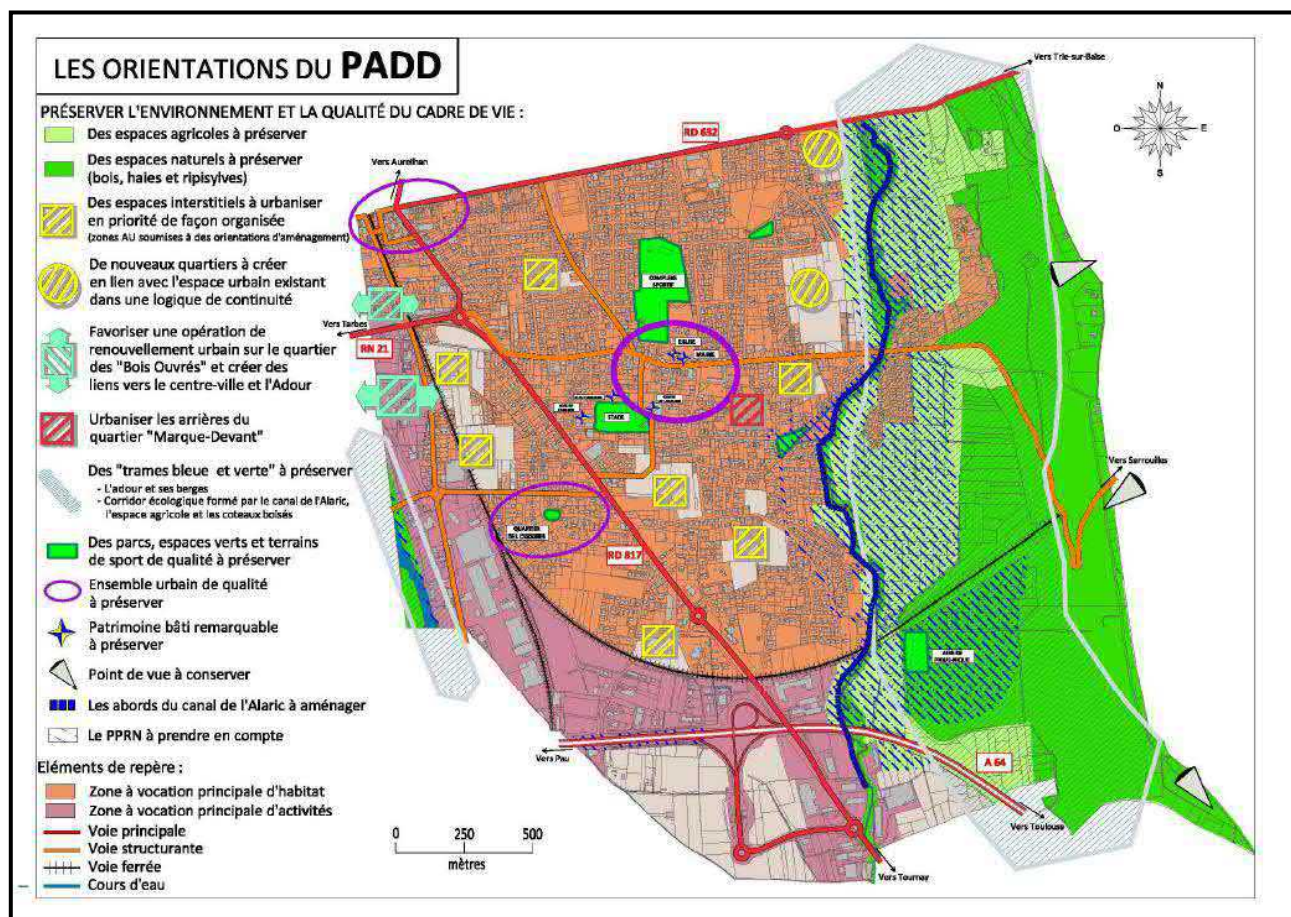 LES ORIENTATIONS DU PADD
PRÉSERVER L'ENVIRONNEMENT ET LA QUALITÉ DU CADRE DE VIE :
Des espaces agricoles à préserver
Des espaces naturels à préserver
(bois, haies et ripisylves)
Des espaces interstitiels à urbaniser
en priorité de façon organisée
(zones AU soumises à des orientations d'aménagement)
De nouveaux quartiers à créer
en lien avec l'espace urbain existant
dans une logique de continuité
Favoriser une opération de
renouvellement urbain sur le quartier
des "Bois Ouvrés" et créer des
liens vers le centre-ville et l'Adour
Urbaniser les arrières du
quartier "Marque-Devant"
Des "trames bleue et verte" à préserver
- L'adour et ses berges
- Corridor écologique formé par le canal de l'Alaric,
l'espace agricole et les coteaux boisés
Des parcs, espaces verts et terrains
de sport de qualité à préserver
Ensemble urbain de qualité
à préserver
Patrimoine bâti remarquable
à préserver
Point de vue à conserver
Les abords du canal de l'Alaric à aménager
Le PPRN à prendre en compte
Eléments de repère :
Zone à vocation principale d'habitat
Zone à vocation principale d'activités
Voie principale
Voie structurante
Voie ferrée
Cours d'eau
0 250 500
mètres
Vers Trie-sur-Baïse
N
O E
S
RD 632
Vers Aureilhan
COMPLEXE
SPORTIF
Vers Tarbes
RN 21
EGLISE
MAIRIE
STADE
Vers Sarrouilles
QUARTIER
RD 817
Vers Pau
A 64
Vers Toulouse
Vers Tournay